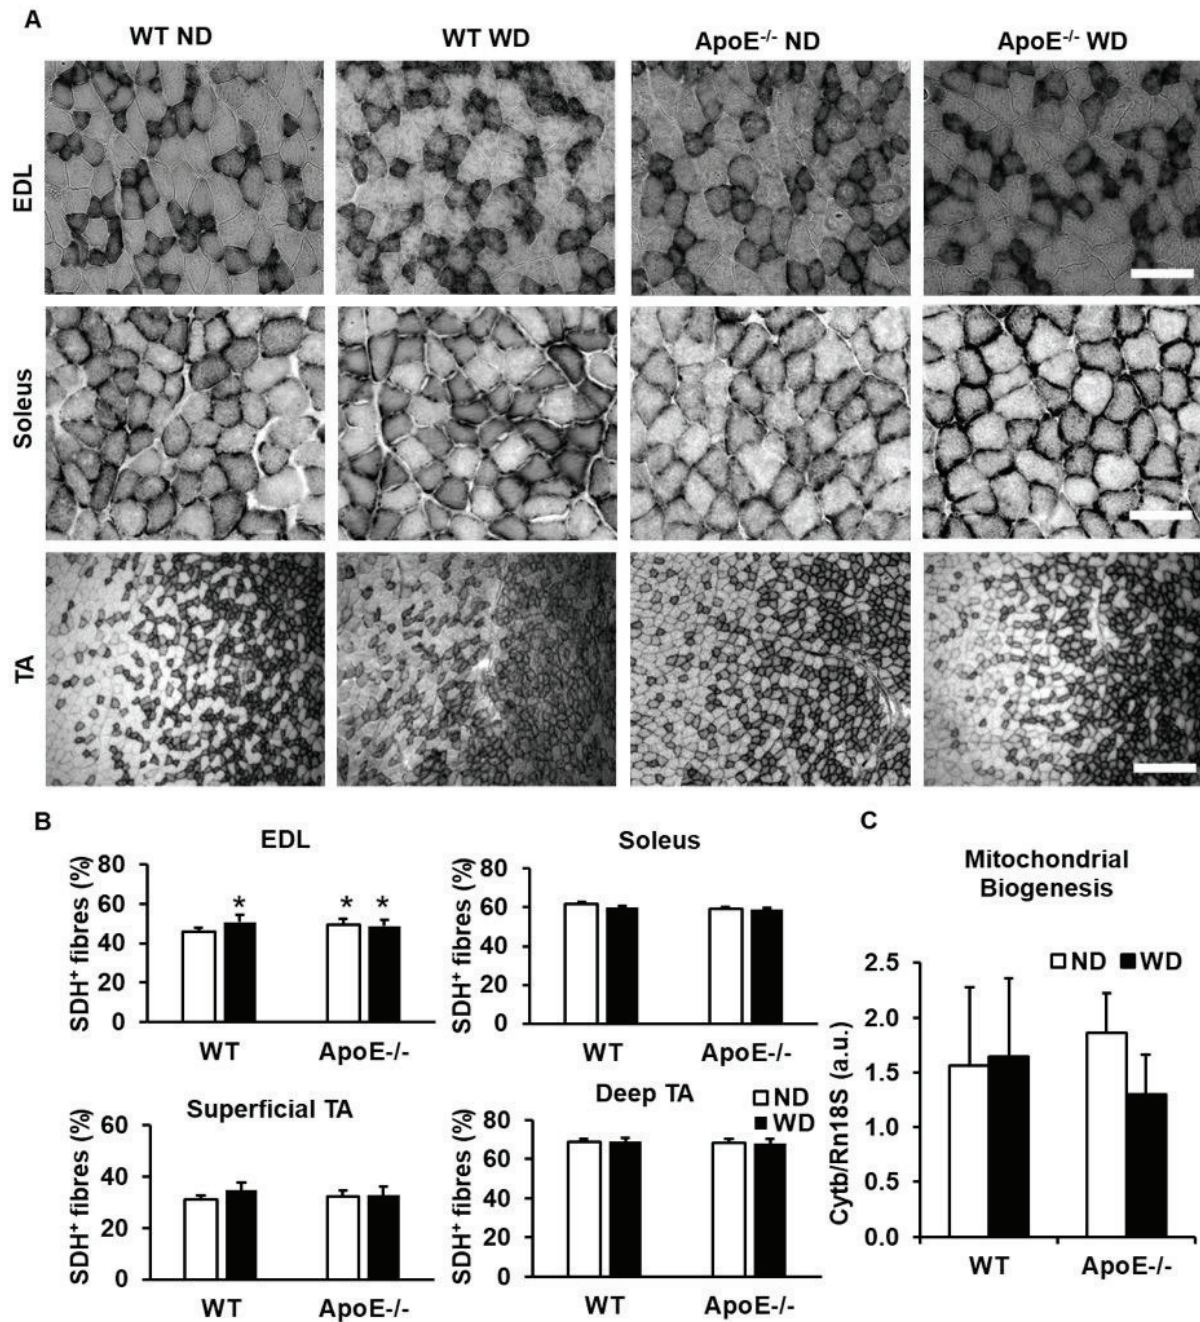 A
WT ND
WT WD
ApoE⁻/⁻ ND
ApoE⁻/⁻ WD
EDL
Soleus
TA
B
EDL
SDH⁺ fibres (%)
80
60
40
20
0
*
* *
WT
ApoE-/-
Soleus
SDH⁺ fibres (%)
80
60
40
20
0
WT
ApoE-/-
Superficial TA
SDH⁺ fibres (%)
60
40
20
0
WT
ApoE-/-
Deep TA
SDH⁺ fibres (%)
80
60
40
20
0
ND
WD
WT
ApoE-/-
C
Mitochondrial
Biogenesis
ND WD
Cytb/Rn18S (a.u.)
2.5
2.0
1.5
1.0
0.5
0.0
WT
ApoE-/-